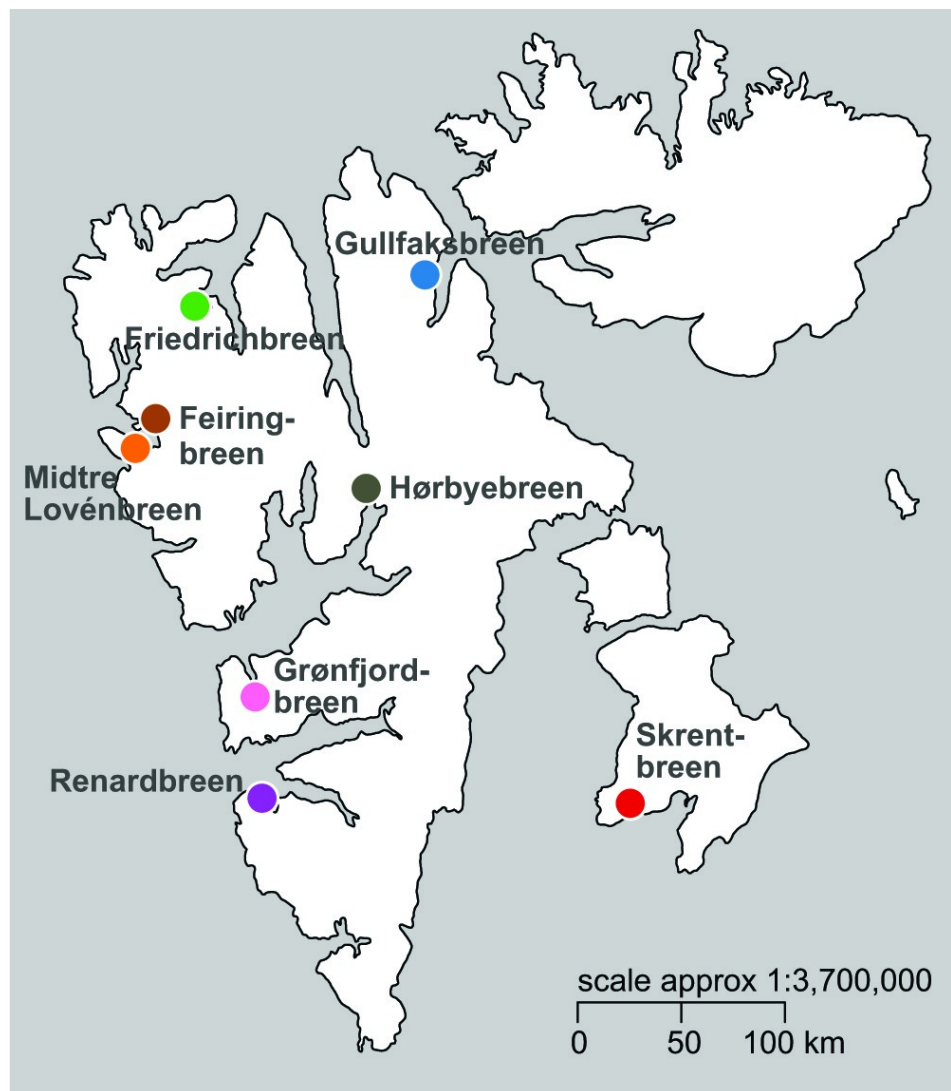 Gullfaksbreen
Friedrichbreen
Feiring-
breen
Midtre
Lovénbreen
Hørbyebreen
Grønfjord-
breen
Skrent-
breen
Renardbreen
scale approx 1:3,700,000
0 50 100 km